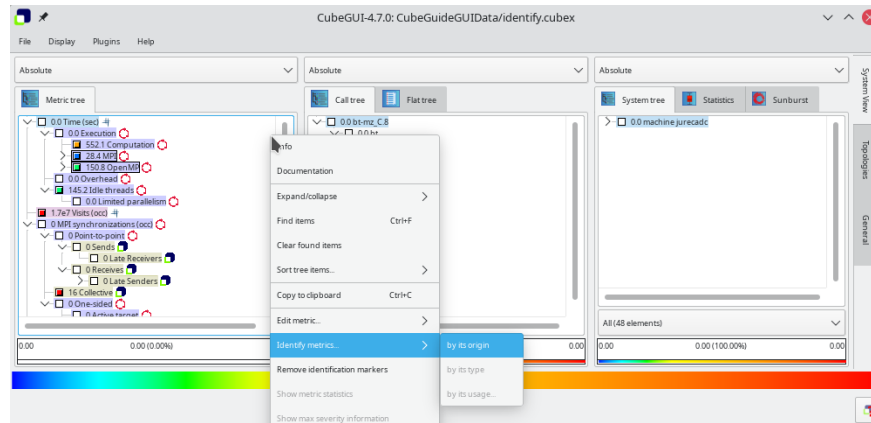 CubeGUI-4.7.0: CubeGuideGUIData/identify.cubex
File Display Plugins Help
Absolute Absolute Absolute
Metric tree Call tree Flat tree System tree Statistics Sunburst
System View
Topologies
General
0.0 Time (sec)
0.0 Execution
552.1 Computation
28.4 MPI
150.8 OpenMP
0.0 Overhead
145.2 Idle threads
0.0 Limited parallelism
1.7e7 Visits (occ)
0 MPI synchronizations (occ)
0 Point-to-point
0 Sends
0 Late Receivers
0 Receives
0 Late Senders
16 Collective
0 One-sided
0 Active target
0.0 bt-mz_C.8
0.0 bt
0.0 machine jurecadc
Info
Documentation
Expand/collapse
Find items Ctrl+F
Clear found items
Sort tree items...
Copy to clipboard Ctrl+C
Edit metric...
Identify metrics...
Remove identification markers
Show metric statistics
Show max severity information
by its origin
by its type
by its usage...
All (48 elements)
0.00 0.00 (0.00%) 0.00 0.00 0.00 (100.00%) 0.00